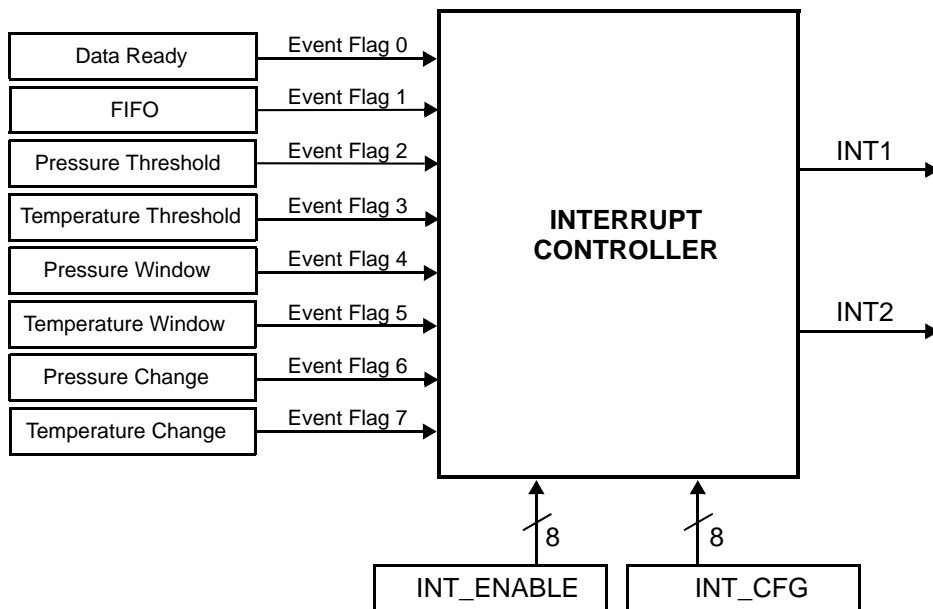 Data Ready
Event Flag 0
FIFO
Event Flag 1
Pressure Threshold
Event Flag 2
Temperature Threshold
Event Flag 3
Pressure Window
Event Flag 4
Temperature Window
Event Flag 5
Pressure Change
Event Flag 6
Temperature Change
Event Flag 7
INTERRUPT
CONTROLLER
INT1
INT2
8
8
INT_ENABLE
INT_CFG